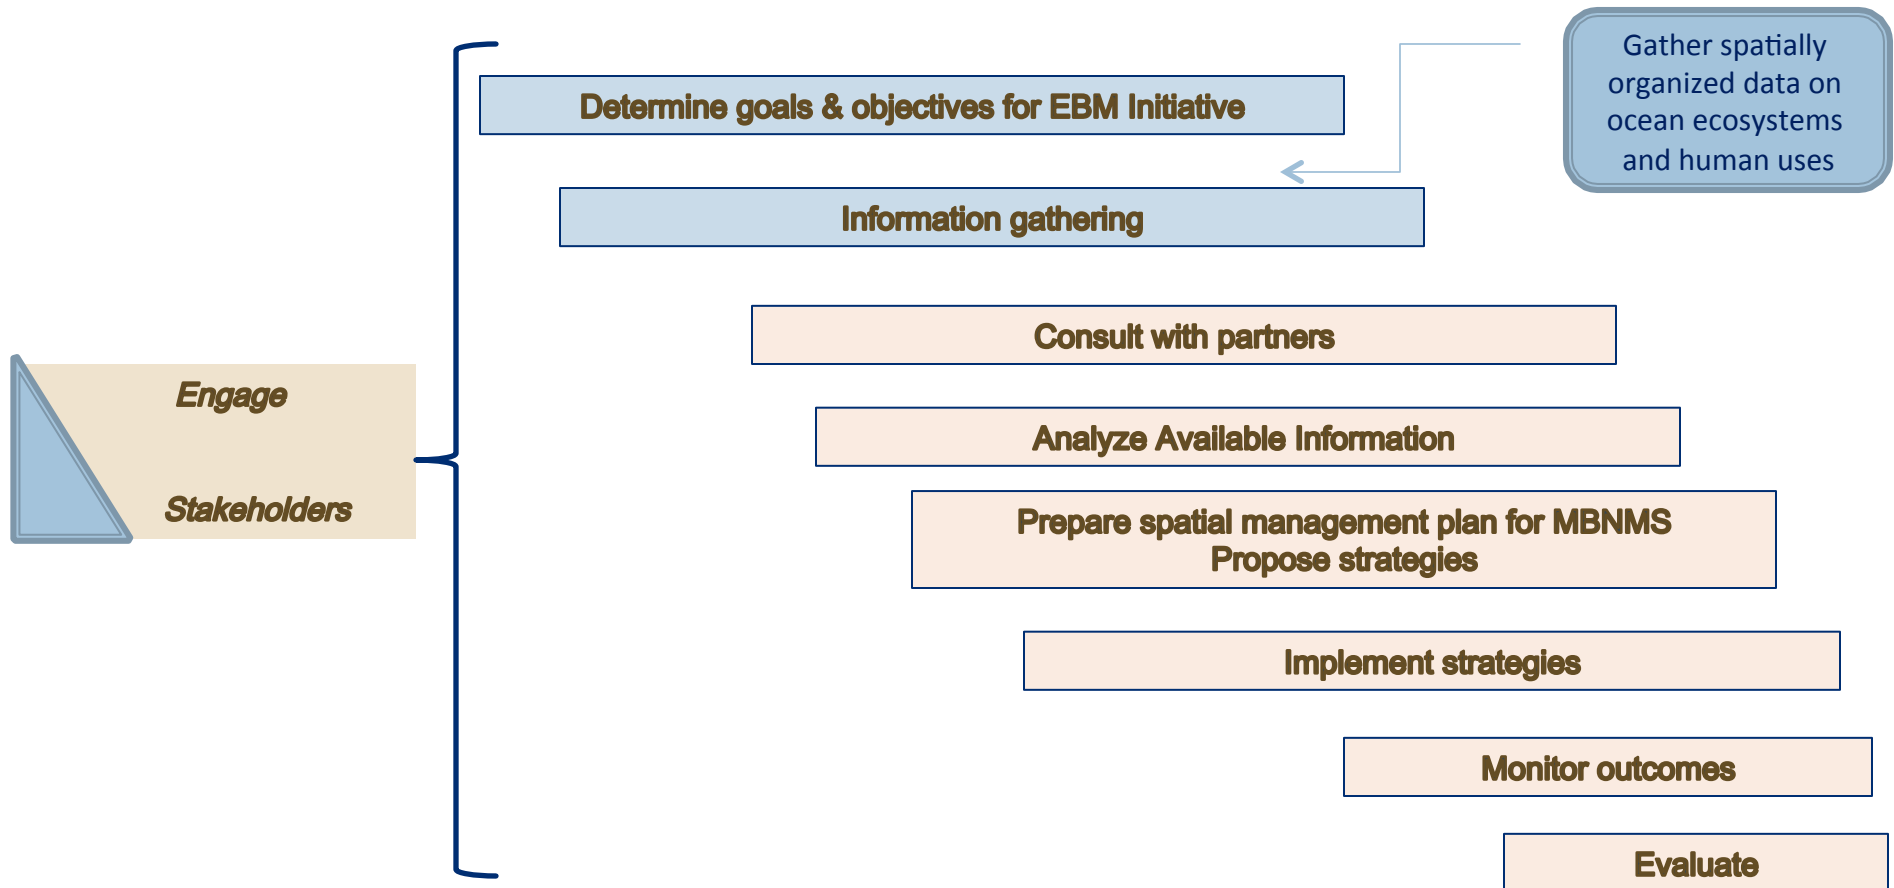 Gather spatially
organized data on
ocean ecosystems
and human uses
Determine goals & objectives for EBM Initiative
Information gathering
Consult with partners
Engage
Stakeholders
Analyze Available Information
Prepare spatial management plan for MBNMS
Propose strategies
Implement strategies
Monitor outcomes
Evaluate